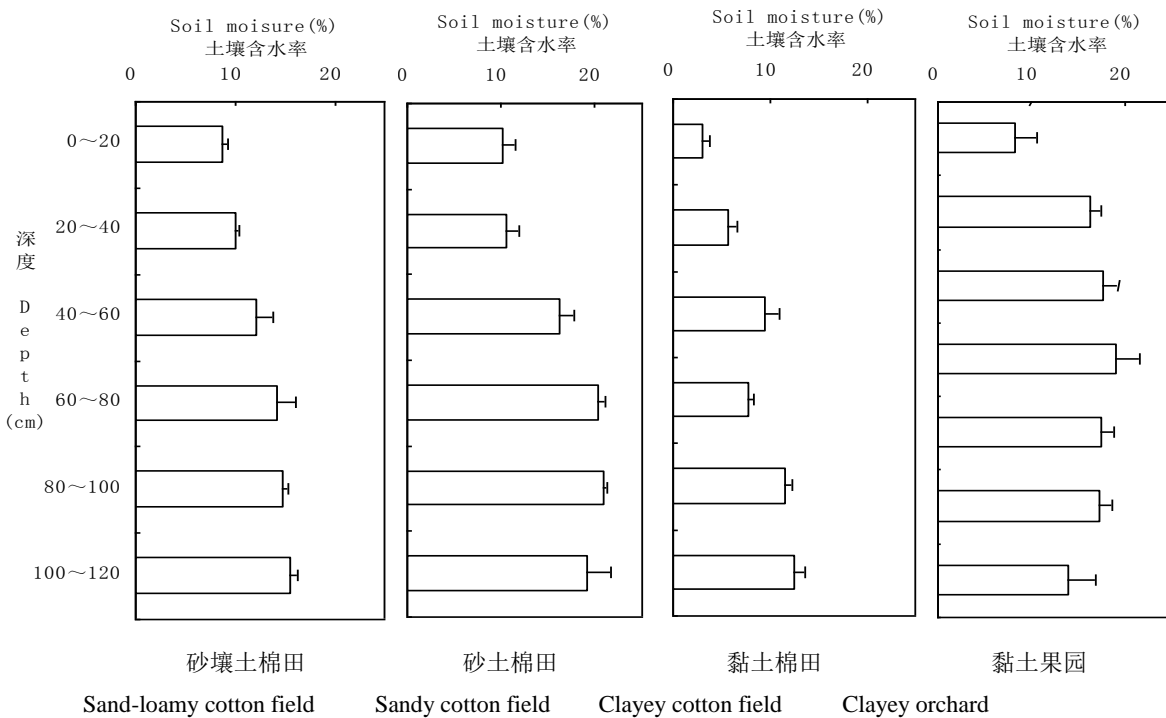 Soil moisure(%)
土壤含水率
0 10 20
Soil moisture(%)
土壤含水率
0 10 20
Soil moisture(%)
土壤含水率
0 10 20
Soil moisture(%)
土壤含水率
0 10 20
深度 Depth (cm)
0～20
20～40
40～60
60～80
80～100
100～120
砂壤土棉田
砂土棉田
黏土棉田
黏土果园
Sand-loamy cotton field
Sandy cotton field
Clayey cotton field
Clayey orchard